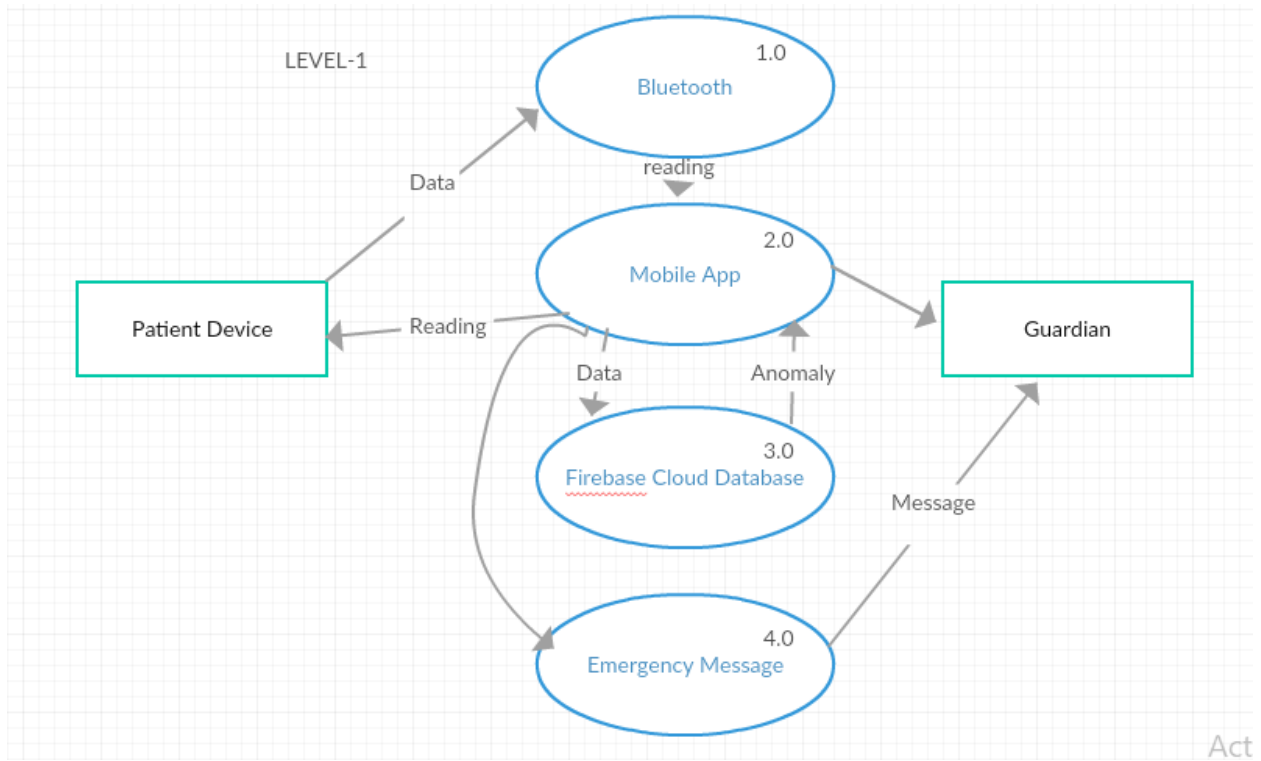 LEVEL-1
1.0
Bluetooth
reading
Data
2.0
Mobile App
Patient Device
Reading
Guardian
Data
Anomaly
3.0
Firebase Cloud Database
Message
4.0
Emergency Message
Act